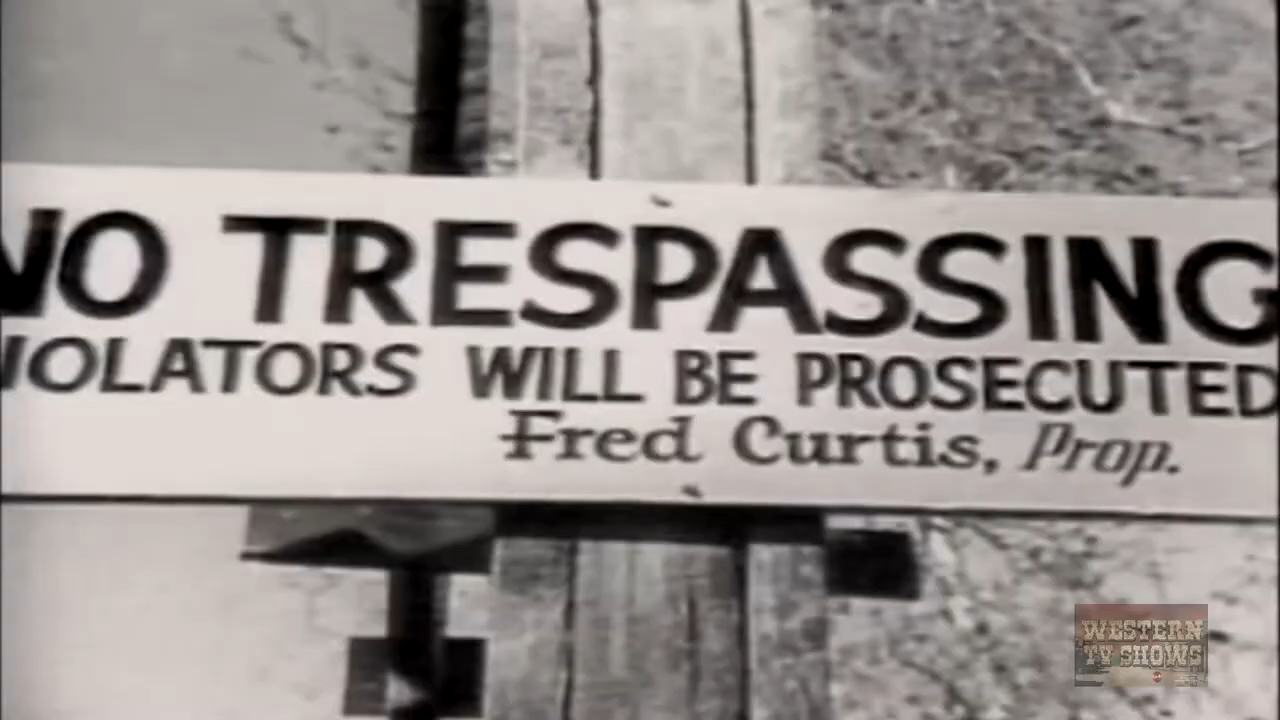 NO TRESPASSING
VIOLATORS WILL BE PROSECUTED
Fred Curtis, Prop.
WESTERN
TV SHOWS